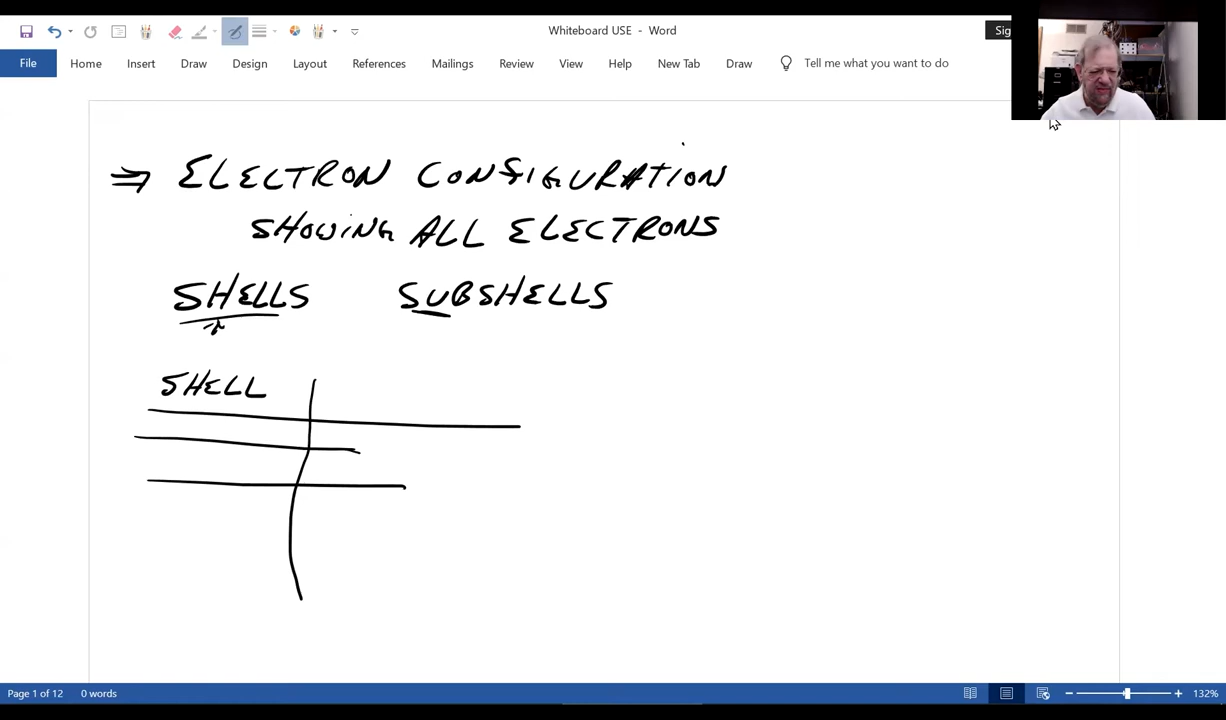 Whiteboard USE - Word
Sig
File Home Insert Draw Design Layout References Mailings Review View Help New Tab Draw Tell me what you want to do
⇒ ELECTRON CONFIGURATION
SHOWING ALL ELECTRONS
SHELLS SUBSHELLS
SHELL
Page 1 of 12 0 words 132%